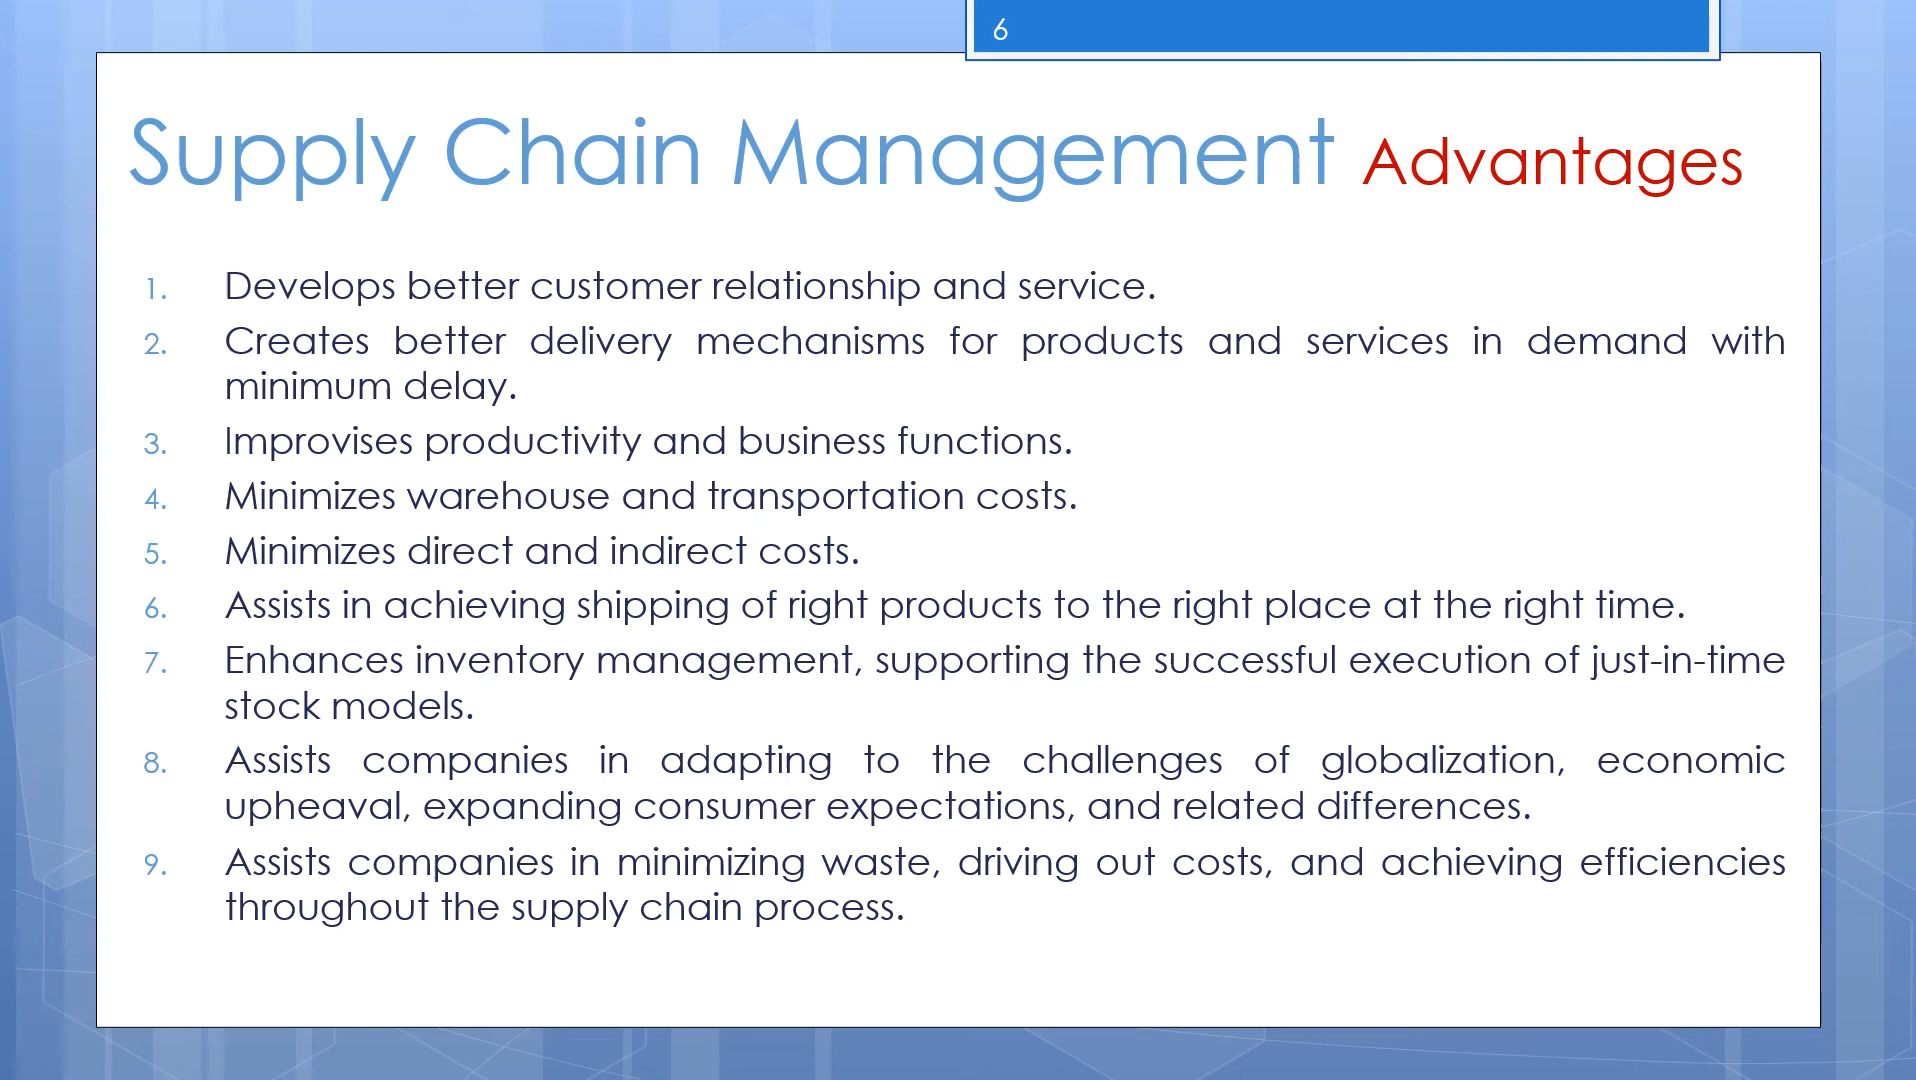 6
Supply Chain Management Advantages
1. Develops better customer relationship and service.
2. Creates better delivery mechanisms for products and services in demand with
minimum delay.
3. Improvises productivity and business functions.
4. Minimizes warehouse and transportation costs.
5. Minimizes direct and indirect costs.
6. Assists in achieving shipping of right products to the right place at the right time.
7. Enhances inventory management, supporting the successful execution of just-in-time
stock models.
8. Assists companies in adapting to the challenges of globalization, economic
upheaval, expanding consumer expectations, and related differences.
9. Assists companies in minimizing waste, driving out costs, and achieving efficiencies
throughout the supply chain process.